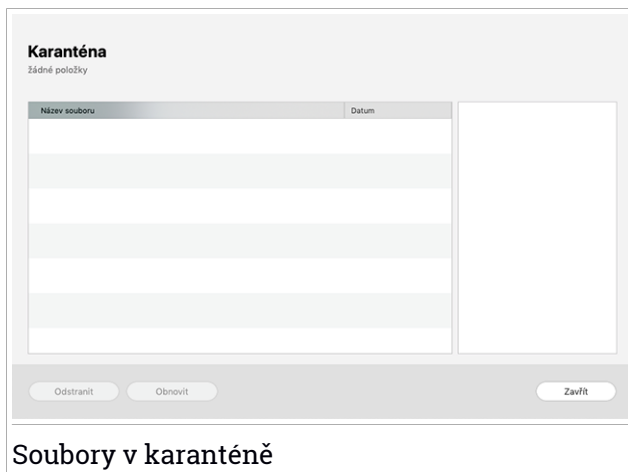 Karanténa
žádné položky
Název souboru
Datum
Odstranit
Obnovit
Zavřít
Soubory v karanténě